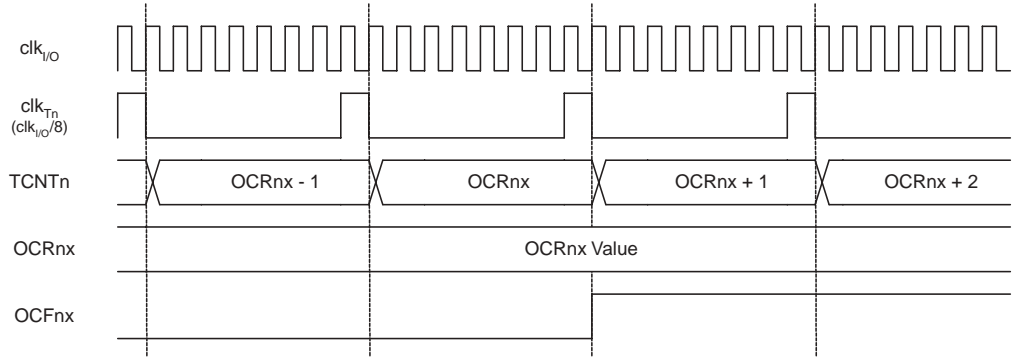 clkI/O
clkTn
(clkI/O/8)
TCNTn OCRnx - 1 OCRnx OCRnx + 1 OCRnx + 2
OCRnx OCRnx Value
OCFnx